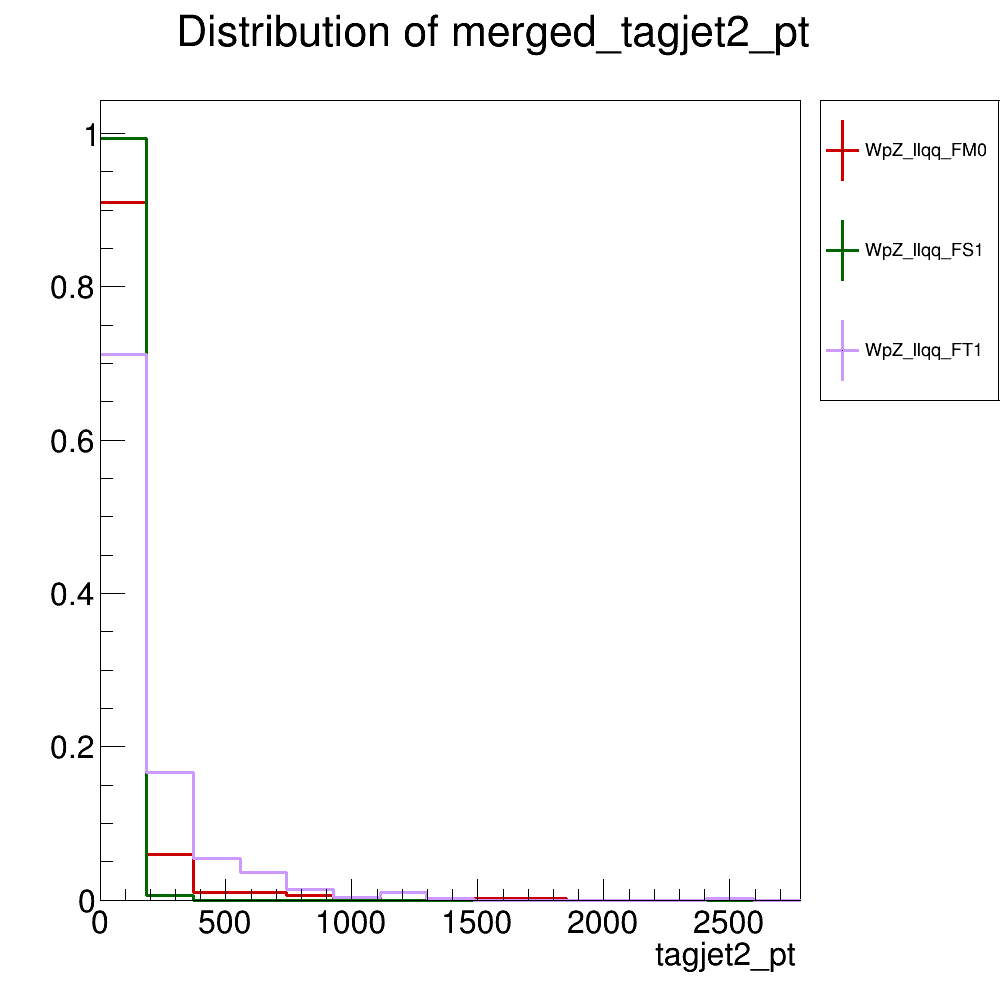 Distribution of merged_tagjet2_pt
1
0.8
0.6
0.4
0.2
0
0 500 1000 1500 2000 2500
tagjet2_pt
WpZ_llqq_FM0
WpZ_llqq_FS1
WpZ_llqq_FT1